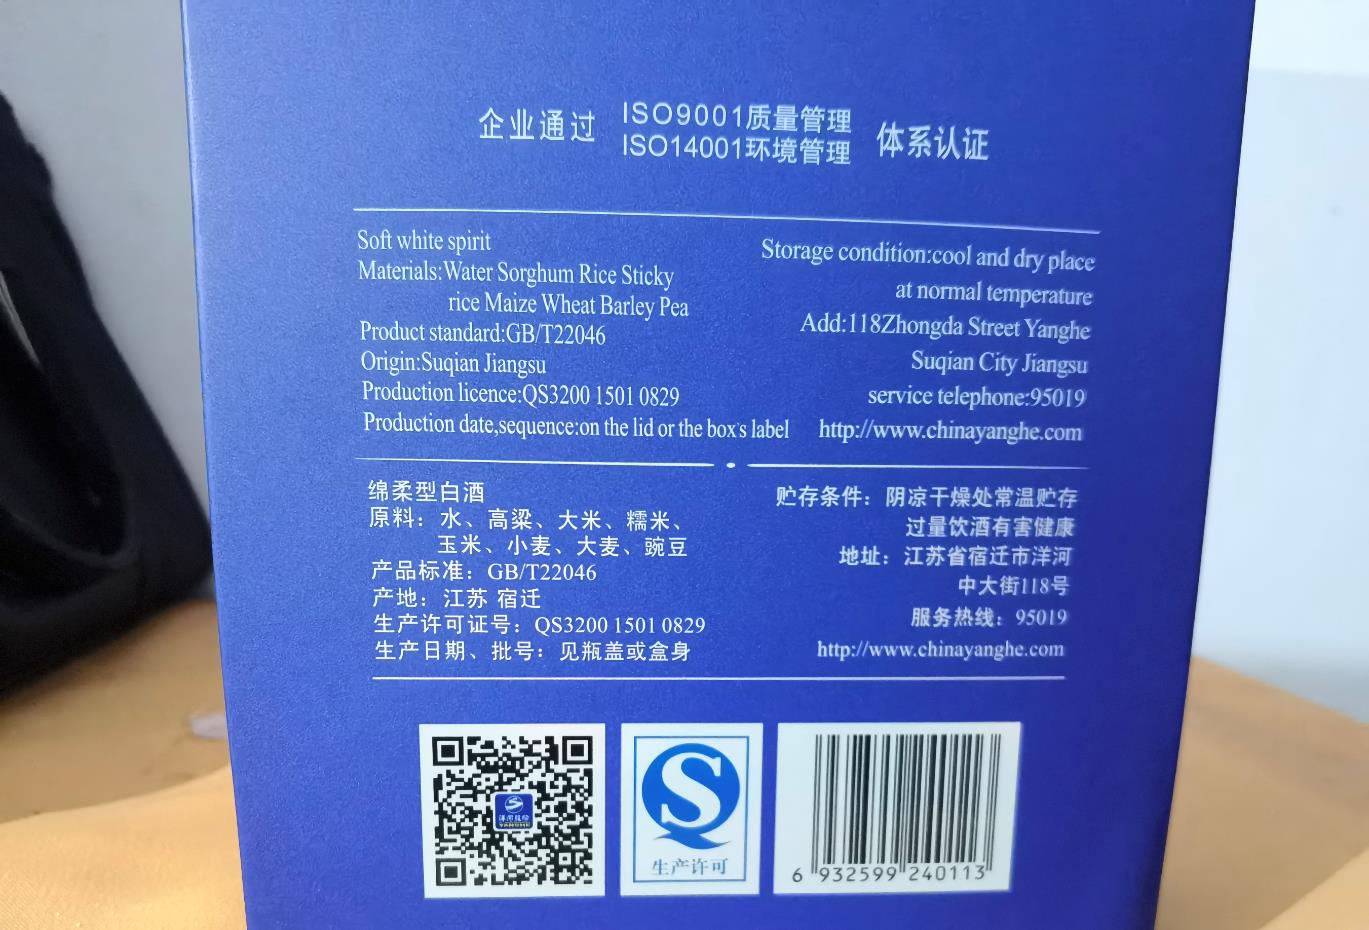 企业通过 ISO9001质量管理 体系认证
ISO14001环境管理
Soft white spirit
Materials:Water Sorghum Rice Sticky
rice Maize Wheat Barley Pea
Product standard:GB/T22046
Origin:Suqian Jiangsu
Production licence:QS3200 1501 0829
Production date,sequence:on the lid or the box's label
Storage condition:cool and dry place
at normal temperature
Add:118Zhongda Street Yanghe
Suqian City Jiangsu
service telephone:95019
http://www.chinayanghe.com
绵柔型白酒
原料：水、高粱、大米、糯米、
玉米、小麦、大麦、豌豆
产品标准：GB/T22046
产地：江苏 宿迁
生产许可证号：QS3200 1501 0829
生产日期、批号：见瓶盖或盒身
贮存条件：阴凉干燥处常温贮存
过量饮酒有害健康
地址：江苏省宿迁市洋河
中大街118号
服务热线：95019
http://www.chinayanghe.com
洋河股份
YANGHE
生产许可
6 932599 240113